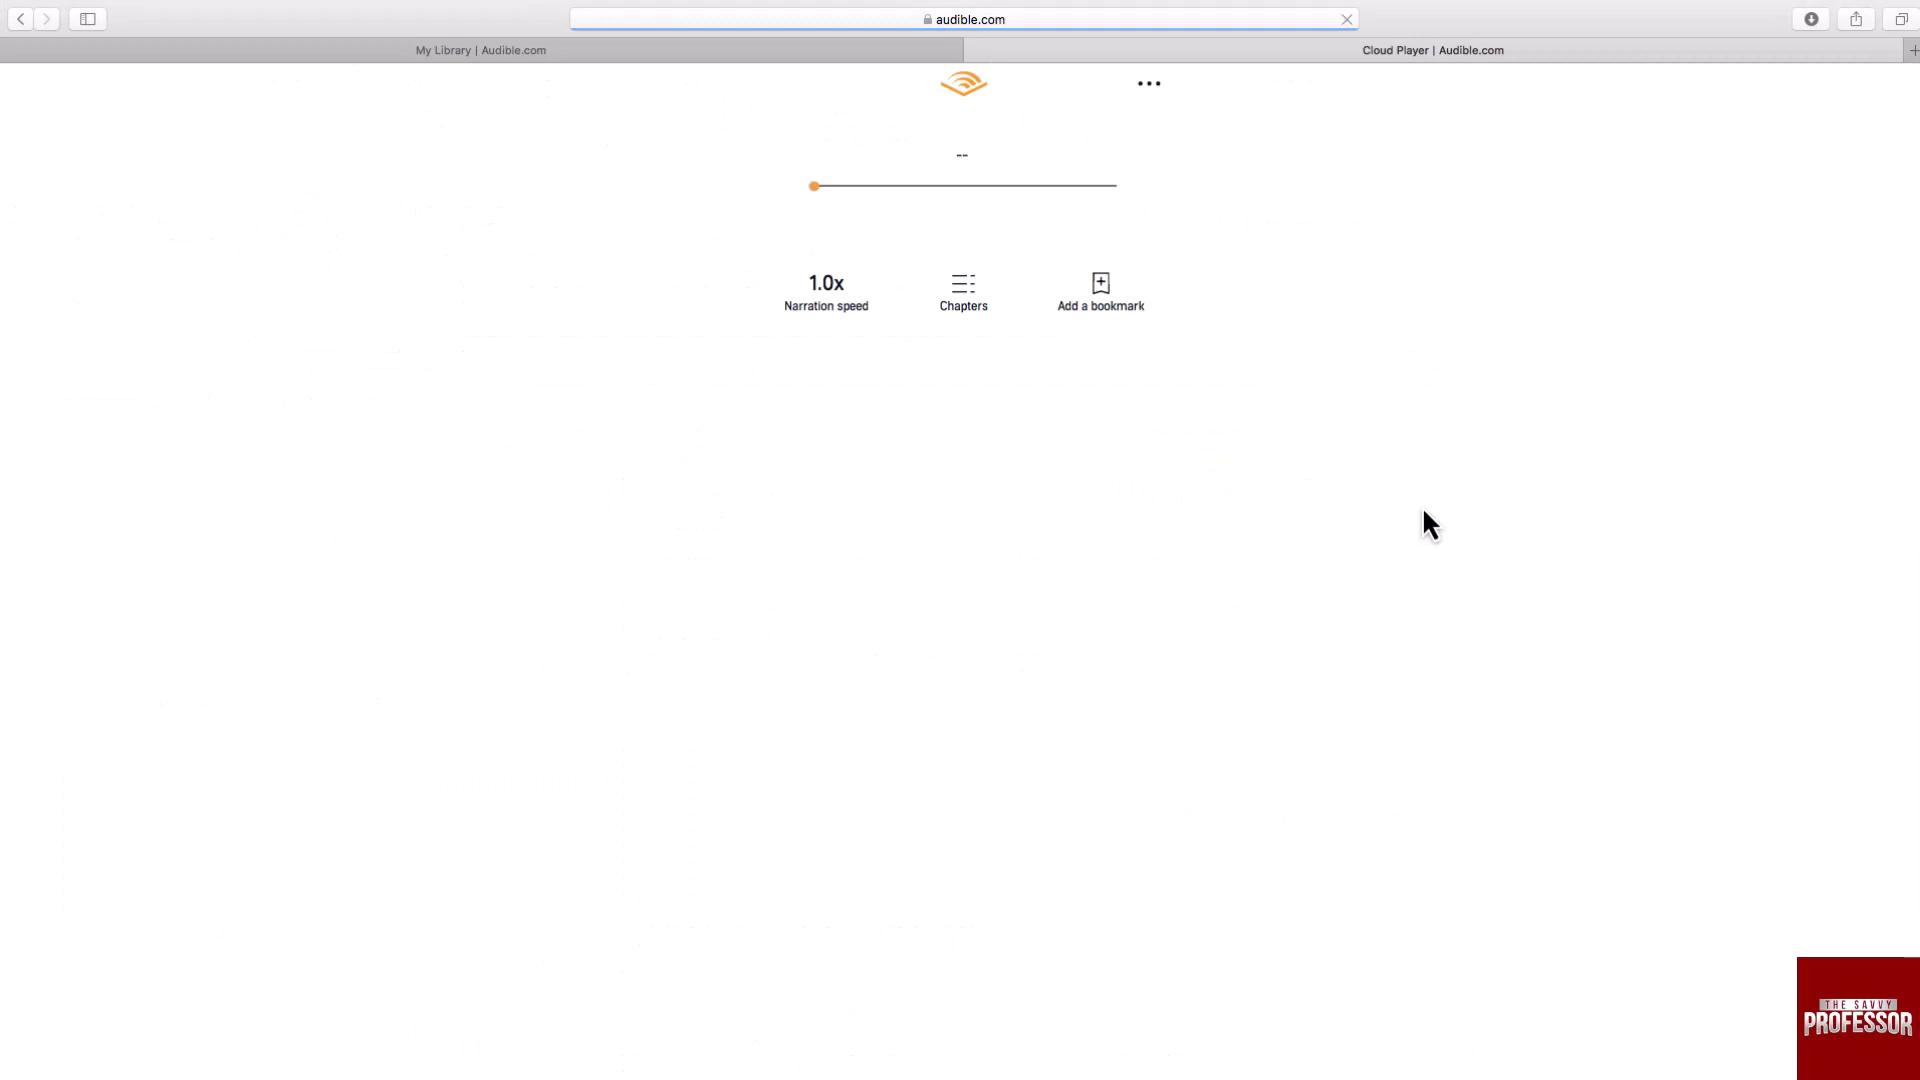 audible.com
My Library | Audible.com
Cloud Player | Audible.com
--
1.0x
Narration speed
Chapters
Add a bookmark
THE SAVVY
PROFESSOR